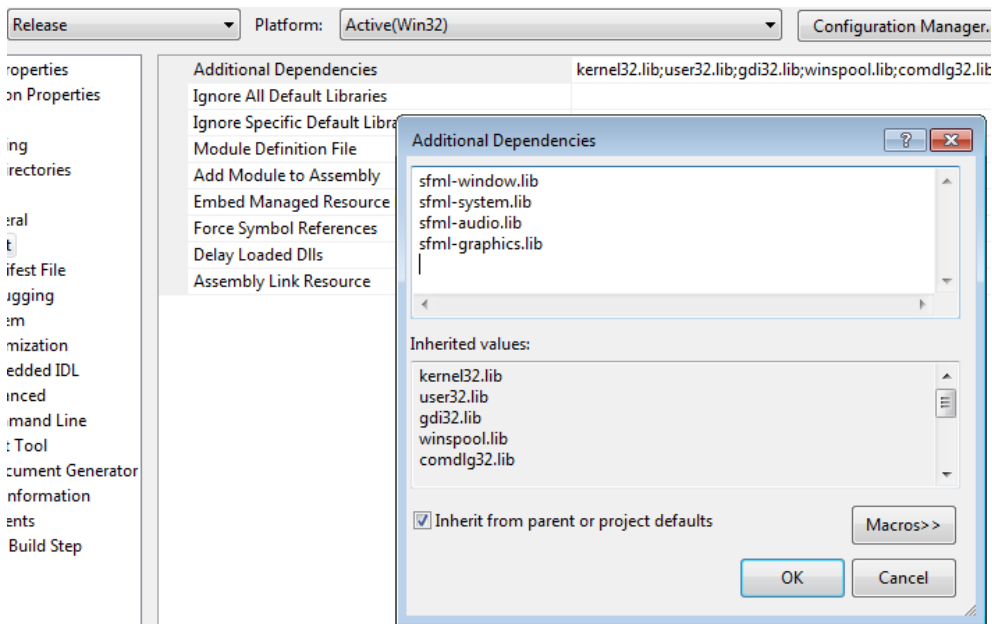 Release
Platform:
Active(Win32)
Configuration Manager.
roperties
on Properties
ing
irectories
eral
t
ifest File
ugging
em
mization
edded IDL
anced
mmand Line
t Tool
cument Generator
nformation
ents
Build Step
Additional Dependencies
kernel32.lib;user32.lib;gdi32.lib;winspool.lib;comdlg32.lib
Ignore All Default Libraries
Ignore Specific Default Libra
Module Definition File
Add Module to Assembly
Embed Managed Resource
Force Symbol References
Delay Loaded Dlls
Assembly Link Resource
Additional Dependencies
sfml-window.lib
sfml-system.lib
sfml-audio.lib
sfml-graphics.lib
Inherited values:
kernel32.lib
user32.lib
gdi32.lib
winspool.lib
comdlg32.lib
Inherit from parent or project defaults
Macros>>
OK
Cancel